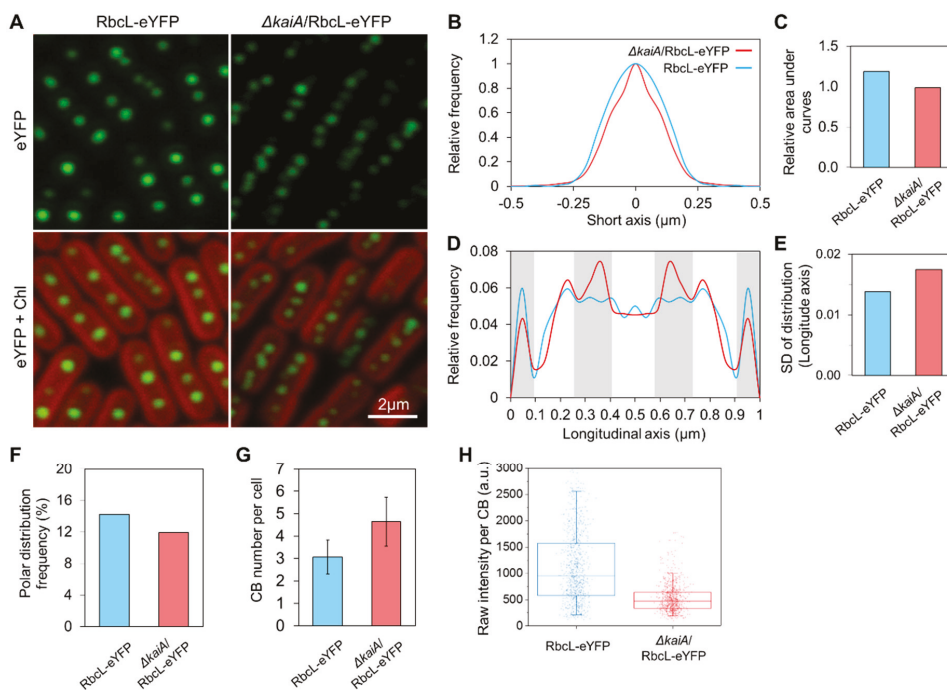 A
RbcL-eYFP
ΔkaiA/RbcL-eYFP
eYFP
eYFP + Chl
2μm
B
Relative frequency
1.2
1
0.8
0.6
0.4
0.2
0
-0.5
-0.25
0
0.25
0.5
Short axis (μm)
ΔkaiA/RbcL-eYFP
RbcL-eYFP
C
Relative area under
curves
1.5
1.0
0.5
0.0
RbcL-eYFP
ΔkaiA/
RbcL-eYFP
D
Relative frequency
0.08
0.06
0.04
0.02
0
0
0.1
0.2
0.3
0.4
0.5
0.6
0.7
0.8
0.9
1
Longitudinal axis (μm)
E
SD of distribution
(Longitude axis)
0.02
0.01
0.00
RbcL-eYFP
ΔkaiA/
RbcL-eYFP
F
Polar distribution
frequency (%)
20
16
12
8
4
0
RbcL-eYFP
ΔkaiA/
RbcL-eYFP
G
CB number per cell
7
6
5
4
3
2
1
0
RbcL-eYFP
ΔkaiA/
RbcL-eYFP
H
Raw intensity per CB (a.u.)
3000
2500
2000
1500
1000
500
0
RbcL-eYFP
ΔkaiA/
RbcL-eYFP